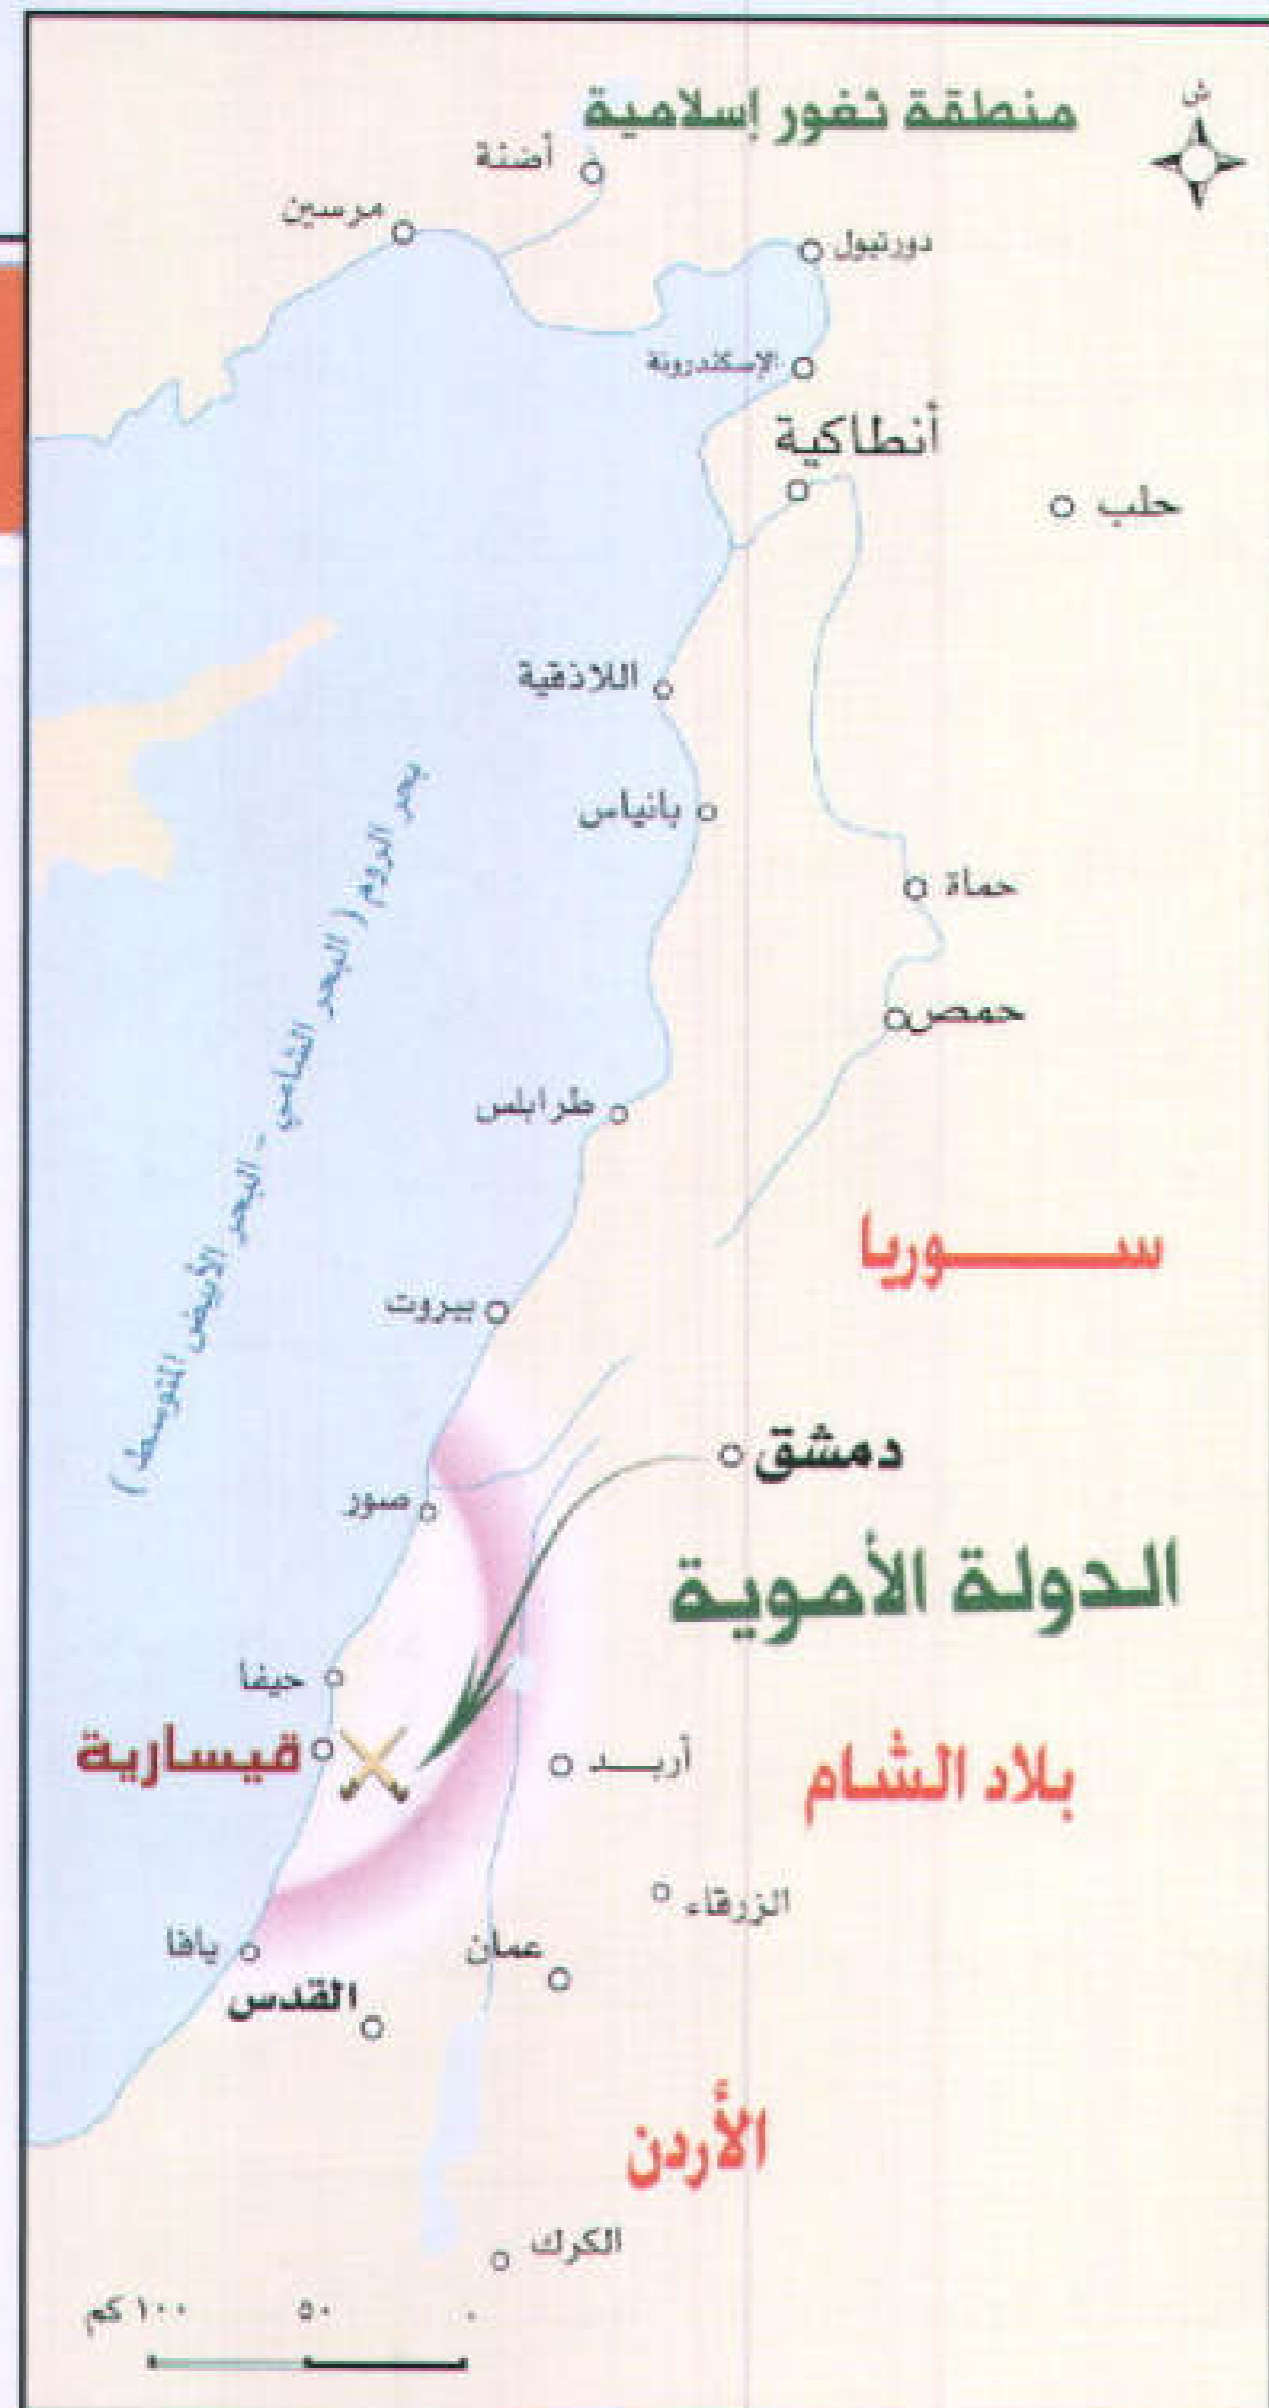 ش
منطقة ثغور إسلامية
أضنة
مرسين
دورتيول
الإسكندرونة
أنطاكية
حلب
اللاذقية
بانياس
بحر الروم ( البحر الشامي - البحر الأبيض المتوسط )
حماة
حمص
طرابلس
سـوريا
بيروت
دمشق
صور
الدولة الأموية
حيفا
قيسارية
أربـد
بلاد الشام
الزرقاء
يافا
عمان
القدس
الأردن
الكرك
٠ ٥٠ ١٠٠ كم